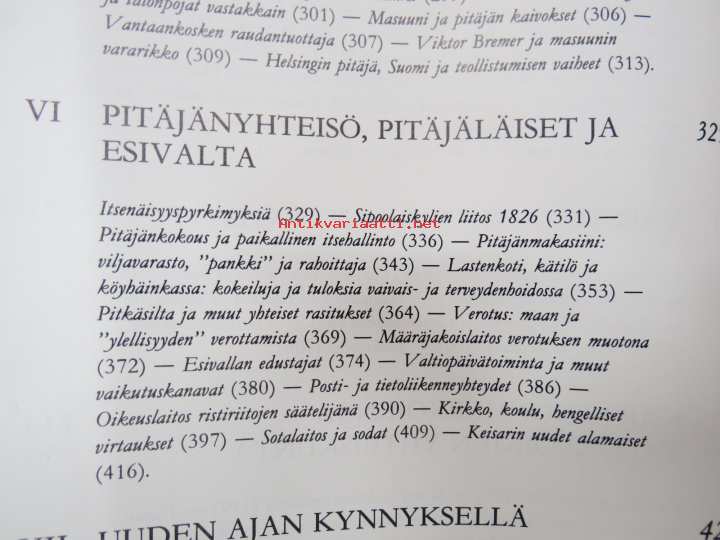 ja talonpojat vastakkain (301) — Masuuni ja pitäjän kaivokset (306) —
Vantaankosken raudantuottaja (307) — Viktor Bremer ja masuunin
vararikko (309) — Helsingin pitäjä, Suomi ja teollistumisen vaiheet (313).
VI PITÄJÄNYHTEISÖ, PITÄJÄLÄISET JA
ESIVALTA
Itsenäisyyspyrkimyksiä (329) — Sipoolaiskylien liitos 1826 (331) —
Antikvariaatti.net
Pitäjänkokous ja paikallinen itsehallinto (336) — Pitäjänmakasiini:
viljavarasto, ”pankki” ja rahoittaja (343) — Lastenkoti, kätilö ja
köyhäinkassa: kokeiluja ja tuloksia vaivais- ja terveydenhoidossa (353) —
Pitkäsilta ja muut yhteiset rasitukset (364) — Verotus: maan ja
”ylellisyyden” verottamista (369) — Määräjakoislaitos verotuksen muotona
(372) — Esivallan edustajat (374) — Valtiopäivätoiminta ja muut
vaikutuskanavat (380) — Posti- ja tietoliikenneyhteydet (386) —
Oikeuslaitos ristiriitojen säätelijänä (390) — Kirkko, koulu, hengelliset
virtaukset (397) — Sotalaitos ja sodat (409) — Keisarin uudet alamaiset
(416).
UUDEN AJAN KYNNYKSELLÄ